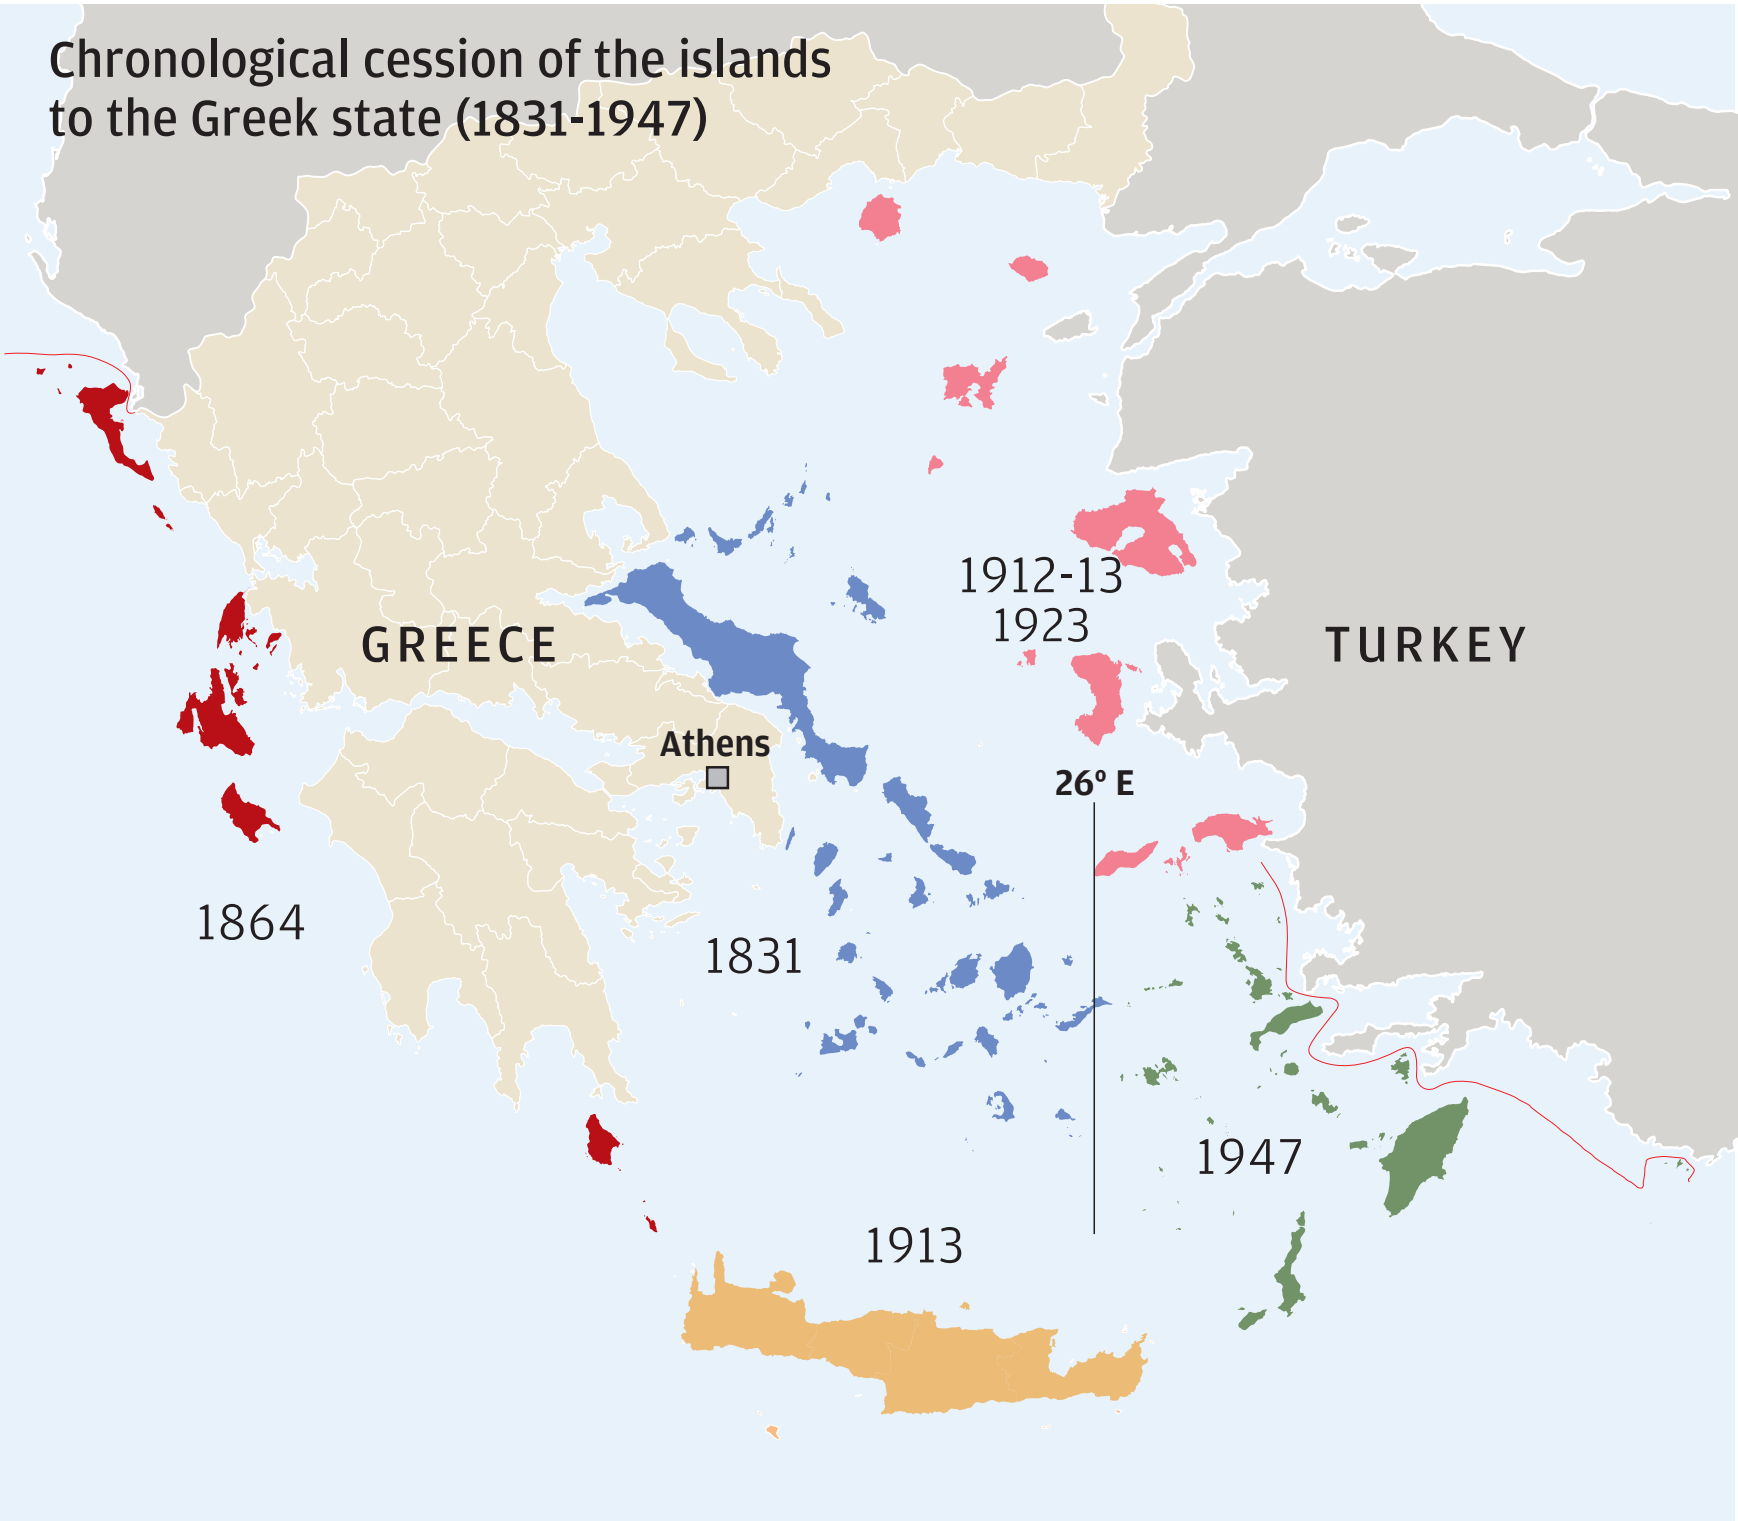 Chronological cession of the islands
to the Greek state (1831-1947)
1912-13
1923
GREECE
TURKEY
Athens
26º E
1864
1831
1947
1913